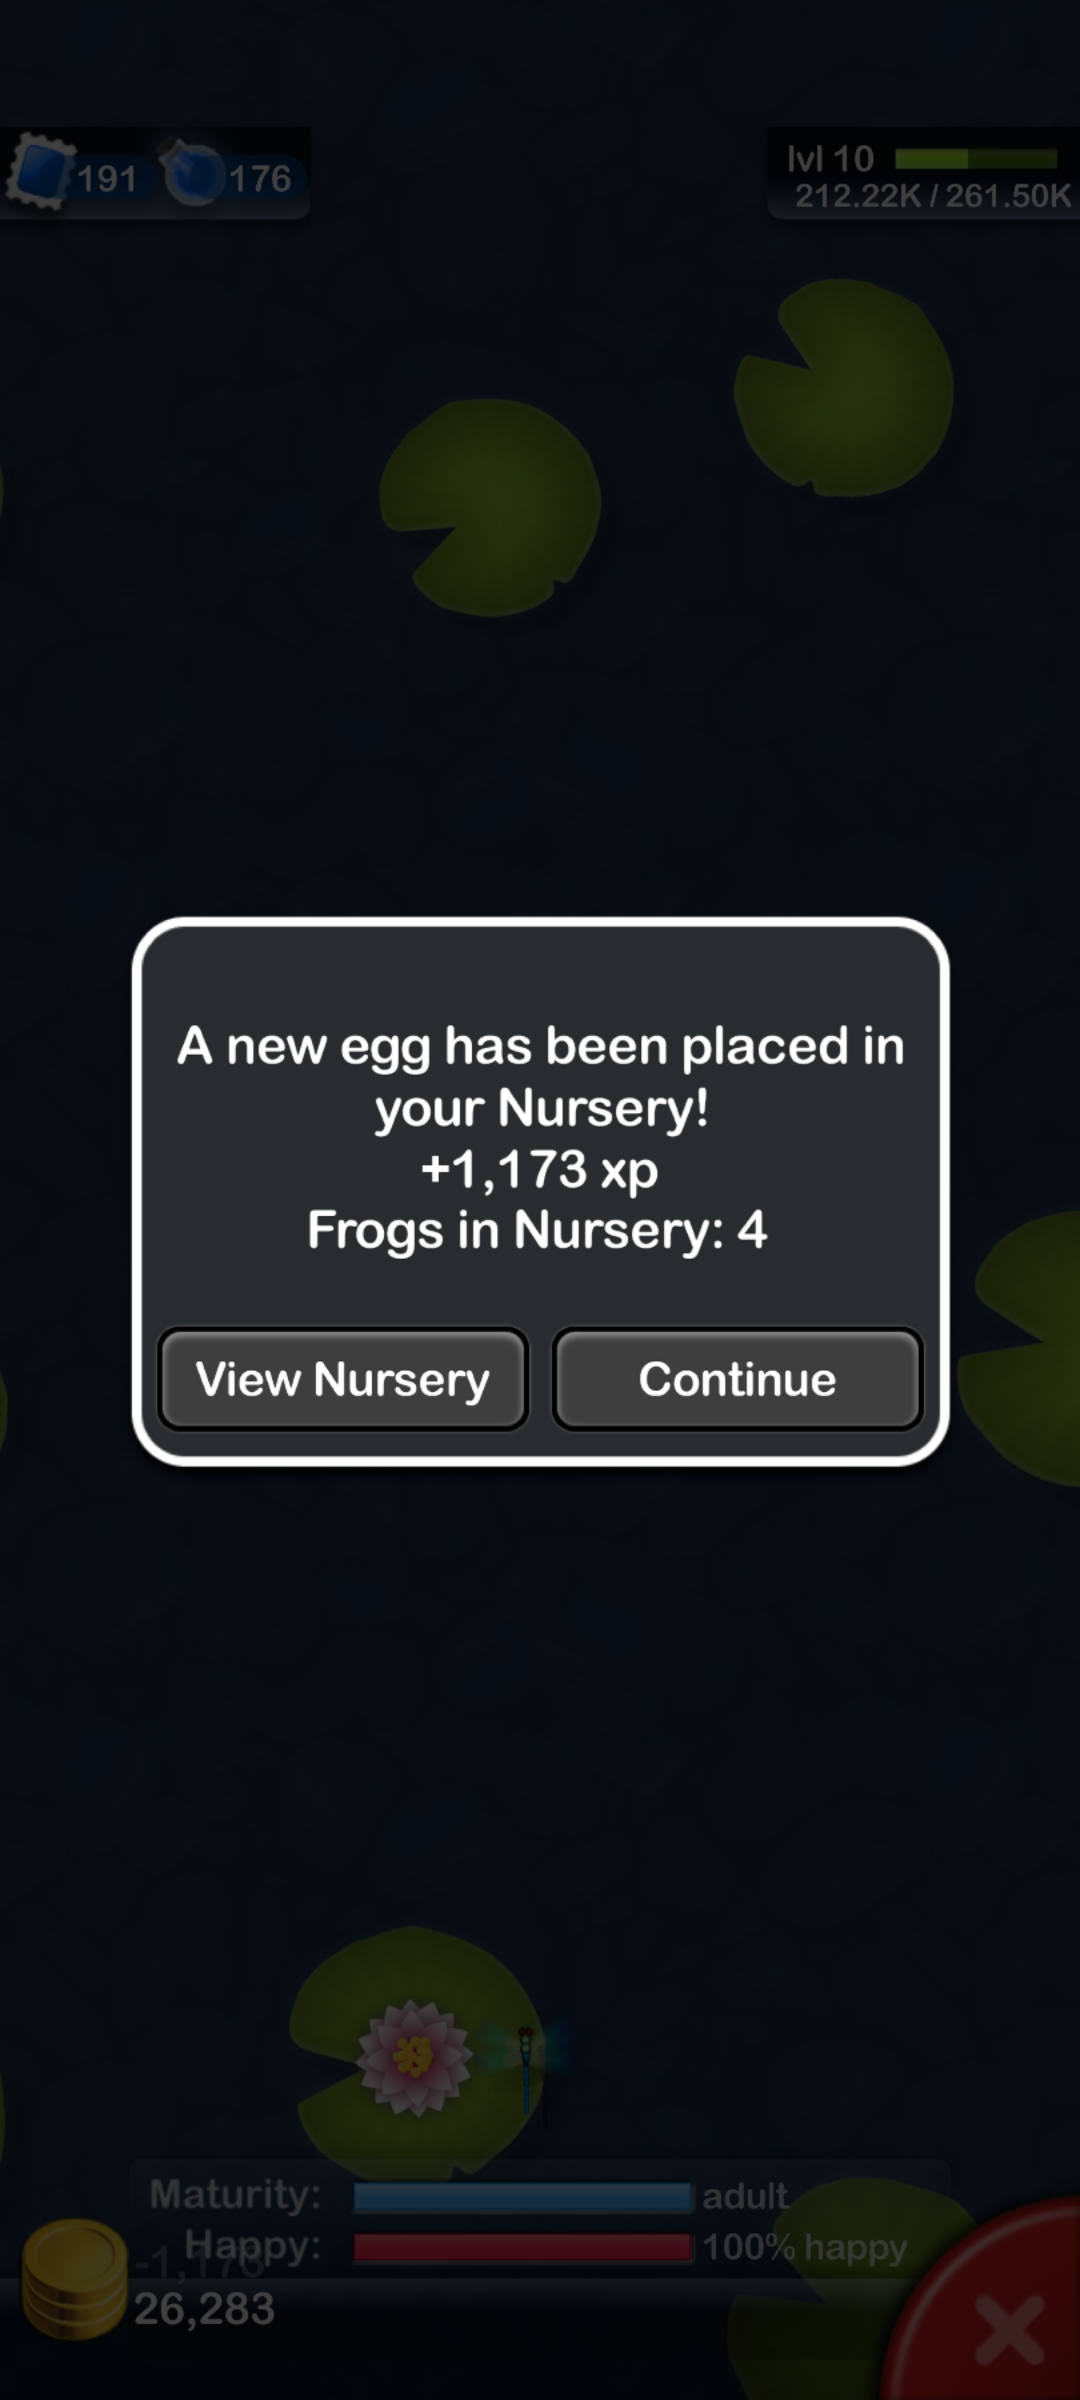 191 176
lvl 10
212.22K / 261.50K
A new egg has been placed in
your Nursery!
+1,173 xp
Frogs in Nursery: 4
View Nursery Continue
Maturity: adult
Happy: 100% happy
26,283